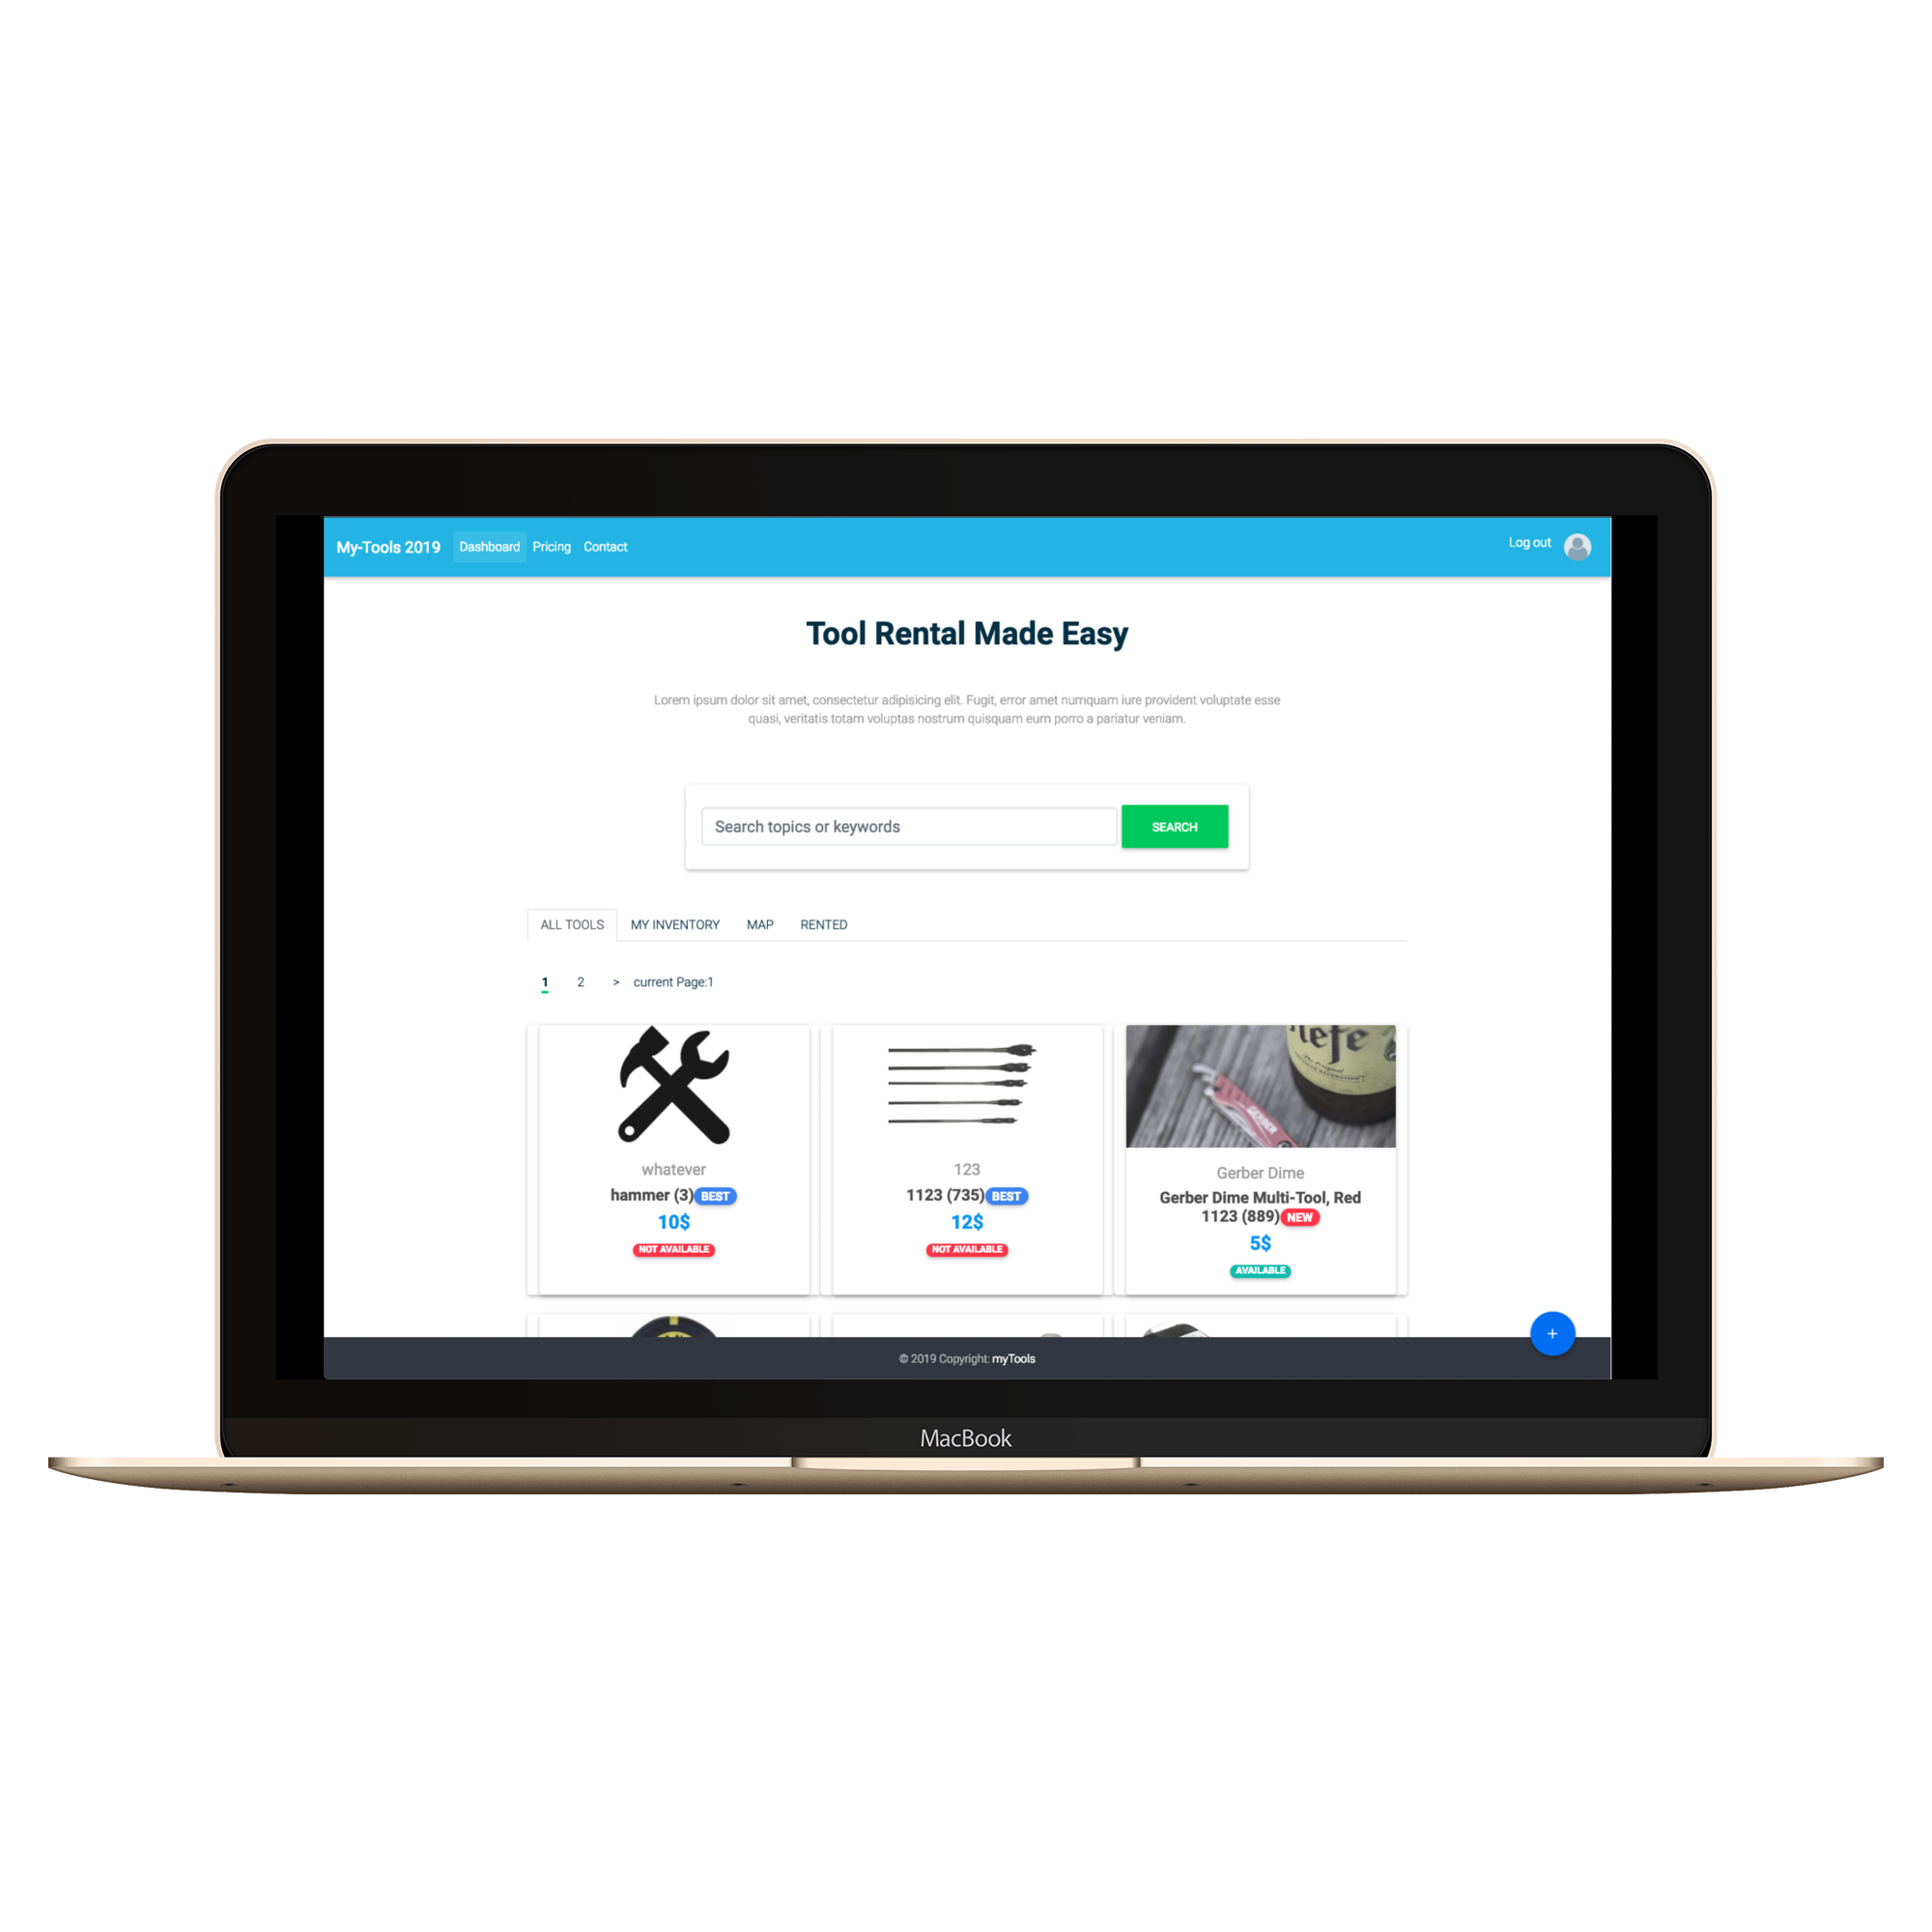 My-Tools 2019 Dashboard Pricing Contact Log out
Tool Rental Made Easy
Lorem ipsum dolor sit amet, consectetur adipisicing elit. Fugit, error amet numquam iure provident voluptate esse
quasi, veritatis totam voluptas nostrum quisquam eum porro a pariatur veniam.
Search topics or keywords SEARCH
ALL TOOLS MY INVENTORY MAP RENTED
1 2 > current Page:1
whatever
hammer (3) BEST
10$
NOT AVAILABLE
123
1123 (735) BEST
12$
NOT AVAILABLE
GERBER
Gerber Dime
Gerber Dime Multi-Tool, Red
1123 (889) NEW
5$
AVAILABLE
+
© 2019 Copyright: myTools
MacBook